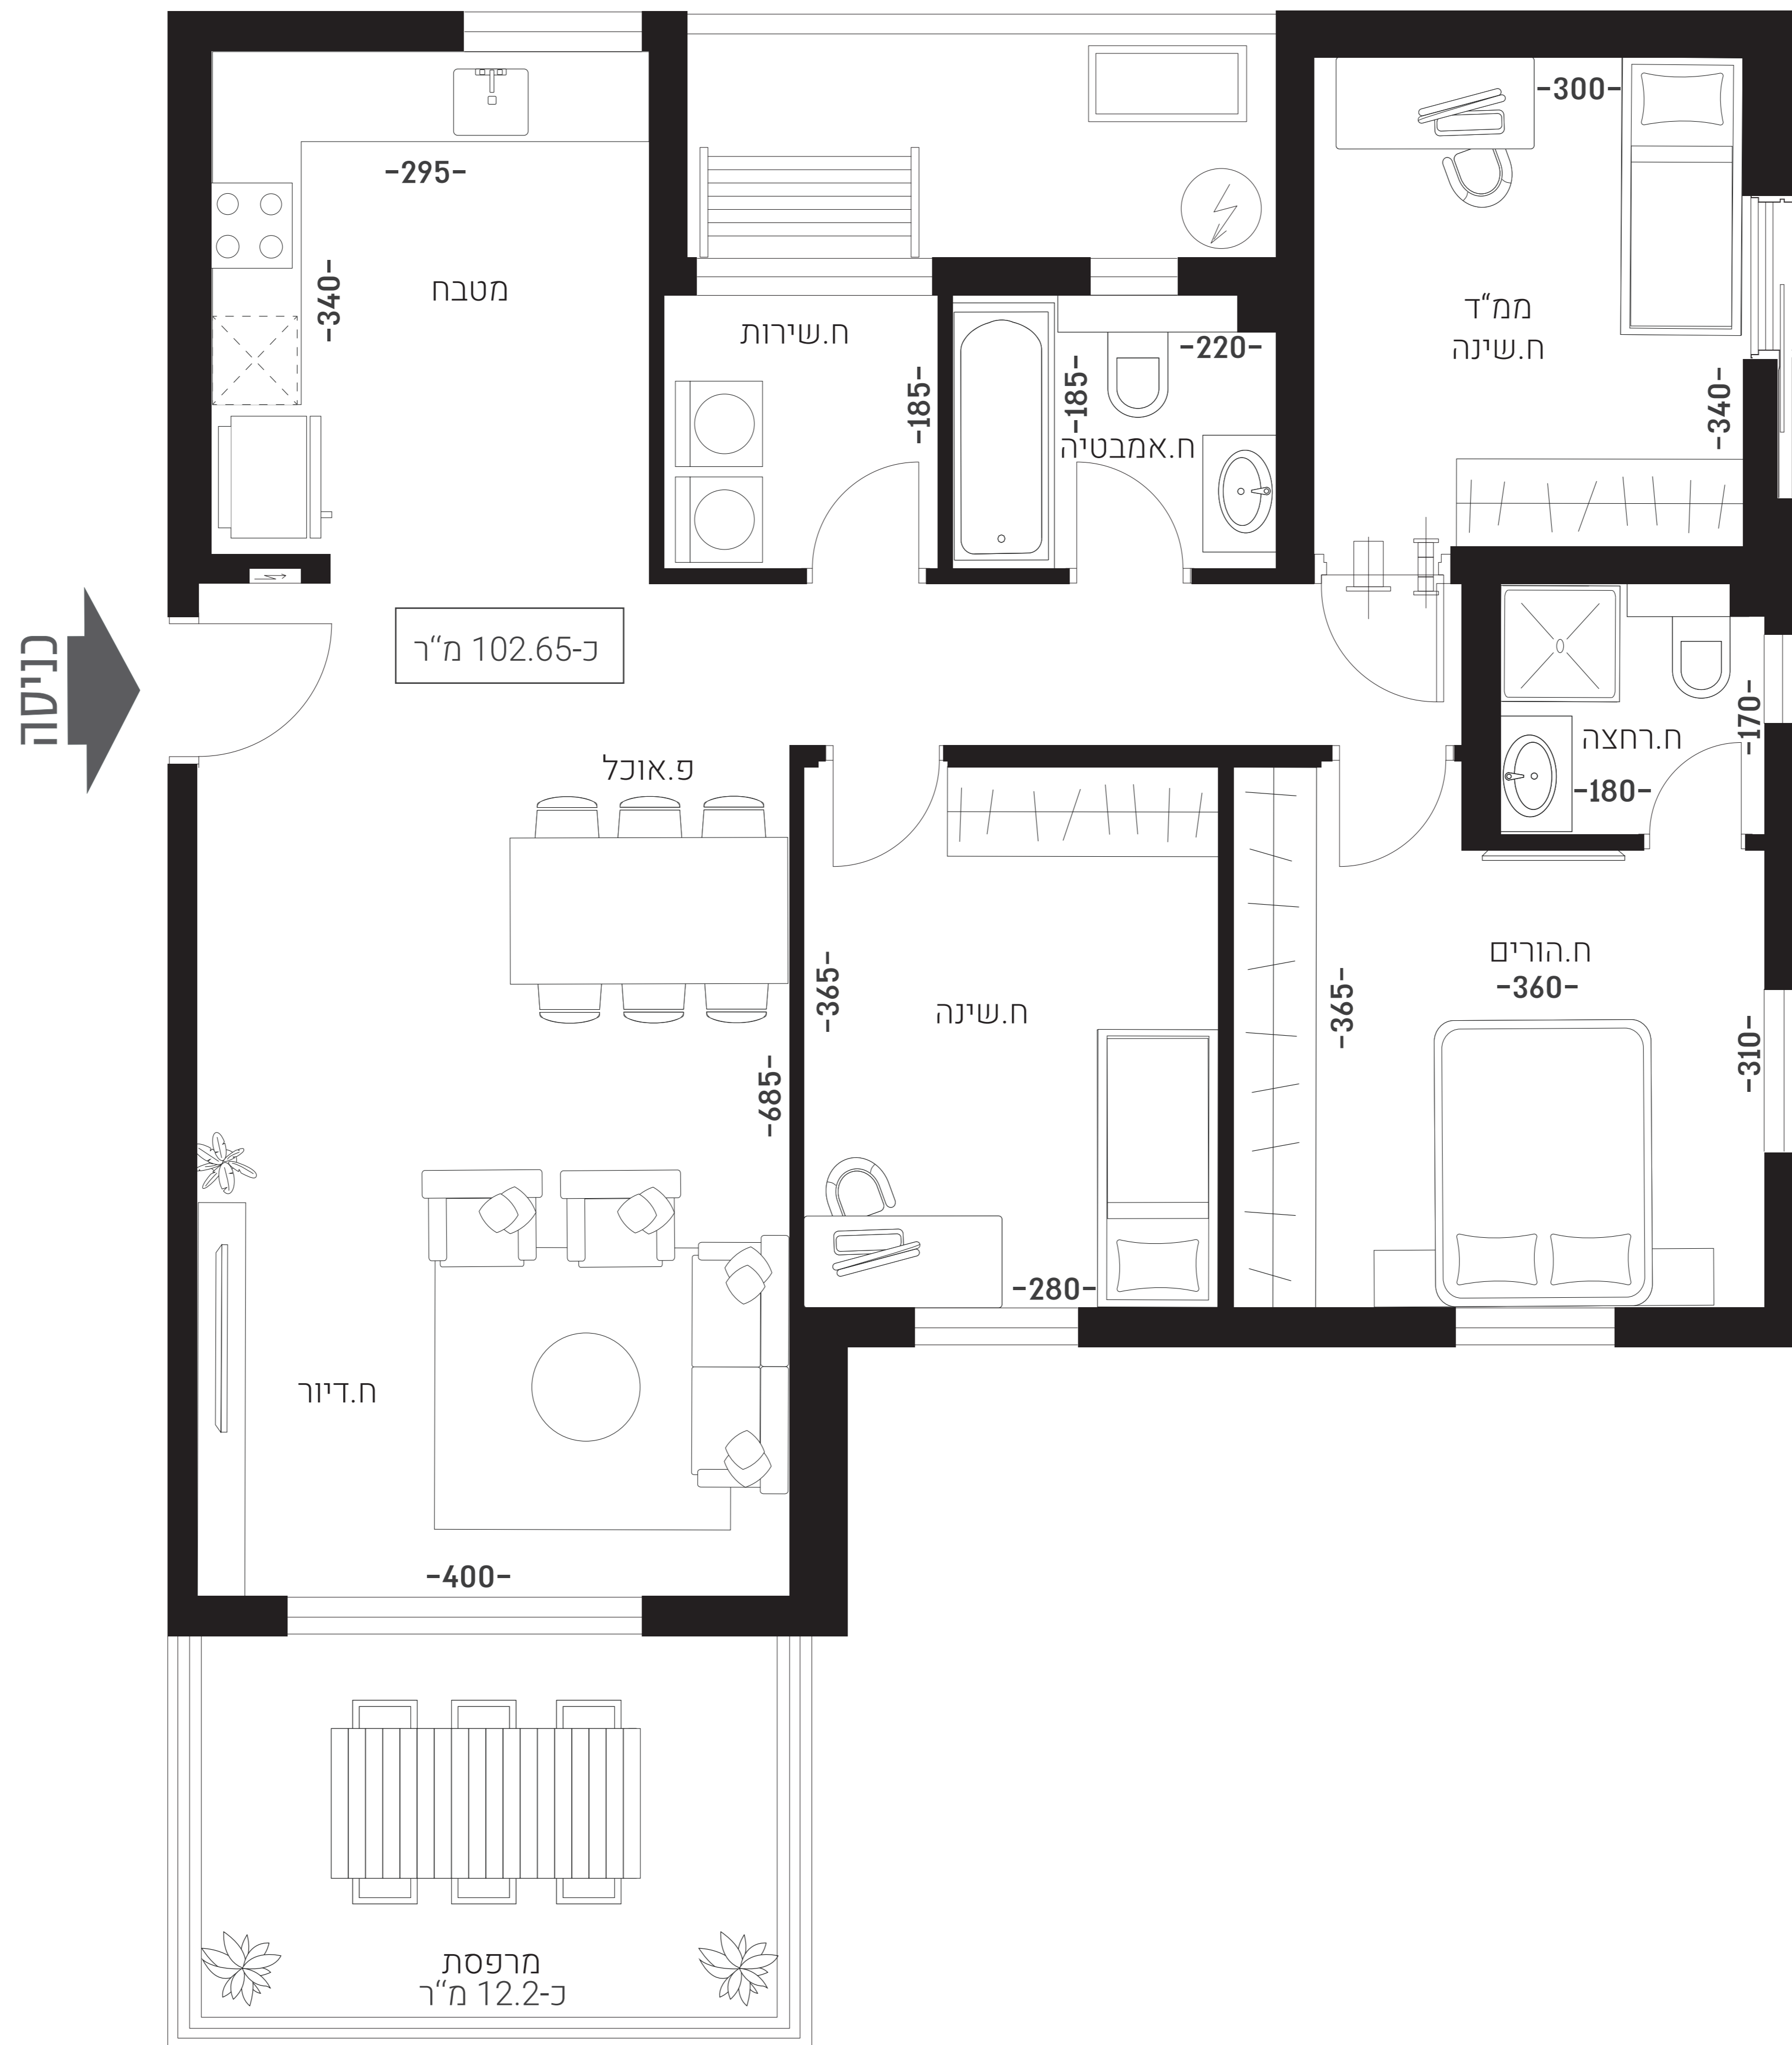 -300-
-295-
-340-
מטבח
ממ"ד
ח.שינה
-340-
ח.שירות
-185-
-185-
-220-
ח.אמבטיה
כניסה
כ-102.65 מ"ר
פ.אוכל
ח.רחצה
-170-
-180-
-365-
ח.שינה
-365-
ח.הורים
-360-
-310-
-685-
-280-
ח.דיור
-400-
מרפסת
כ-12.2 מ"ר